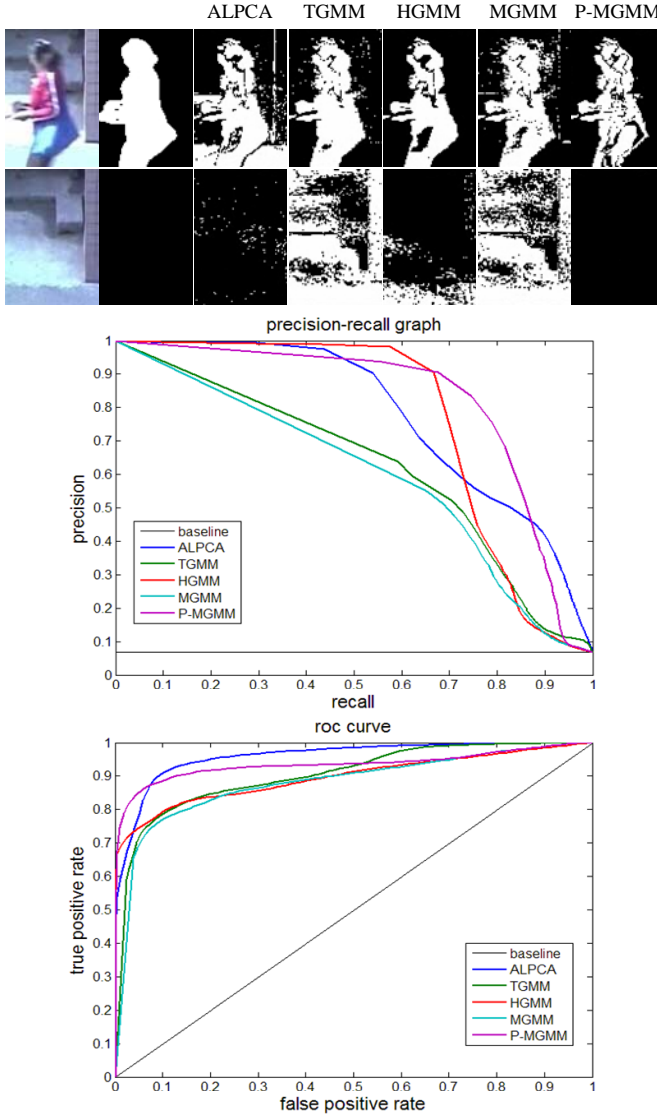 ALPCA TGMM HGMM MGMM P-MGMM
precision-recall graph
1
0.9
0.8
0.7
0.6
0.5
0.4
0.3
0.2
0.1
0
precision
baseline
ALPCA
TGMM
HGMM
MGMM
P-MGMM
0 0.1 0.2 0.3 0.4 0.5 0.6 0.7 0.8 0.9 1
recall
roc curve
1
0.9
0.8
0.7
0.6
0.5
0.4
0.3
0.2
0.1
0
true positive rate
baseline
ALPCA
TGMM
HGMM
MGMM
P-MGMM
0 0.1 0.2 0.3 0.4 0.5 0.6 0.7 0.8 0.9 1
false positive rate